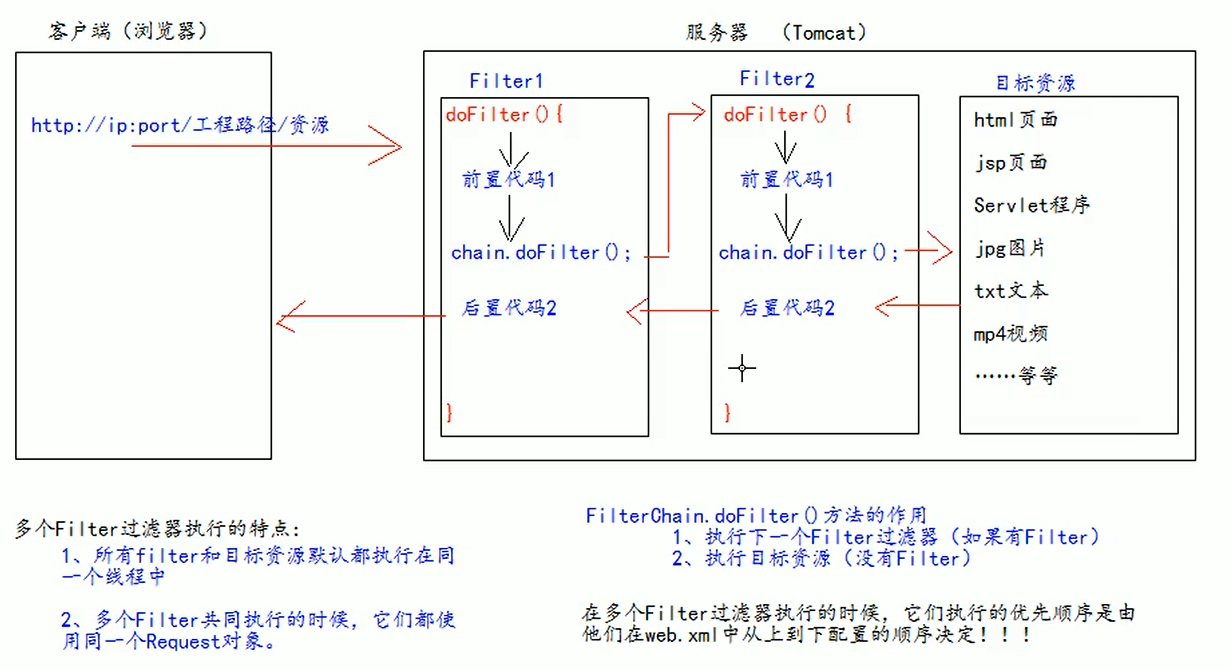 客户端（浏览器）
http://ip:port/工程路径/资源
服务器 （Tomcat）
Filter1
doFilter(){
前置代码1
chain.doFilter();
后置代码2
}
Filter2
doFilter() {
前置代码1
chain.doFilter();
后置代码2
}
目标资源
html页面
jsp页面
Servlet程序
jpg图片
txt文本
mp4视频
……等等
多个Filter过滤器执行的特点:
1、所有filter和目标资源默认都执行在同
一个线程中
2、多个Filter共同执行的时候，它们都使
用同一个Request对象。
FilterChain.doFilter()方法的作用
1、执行下一个Filter过滤器（如果有Filter）
2、执行目标资源（没有Filter）
在多个Filter过滤器执行的时候，它们执行的优先顺序是由
他们在web.xml中从上到下配置的顺序决定！！！